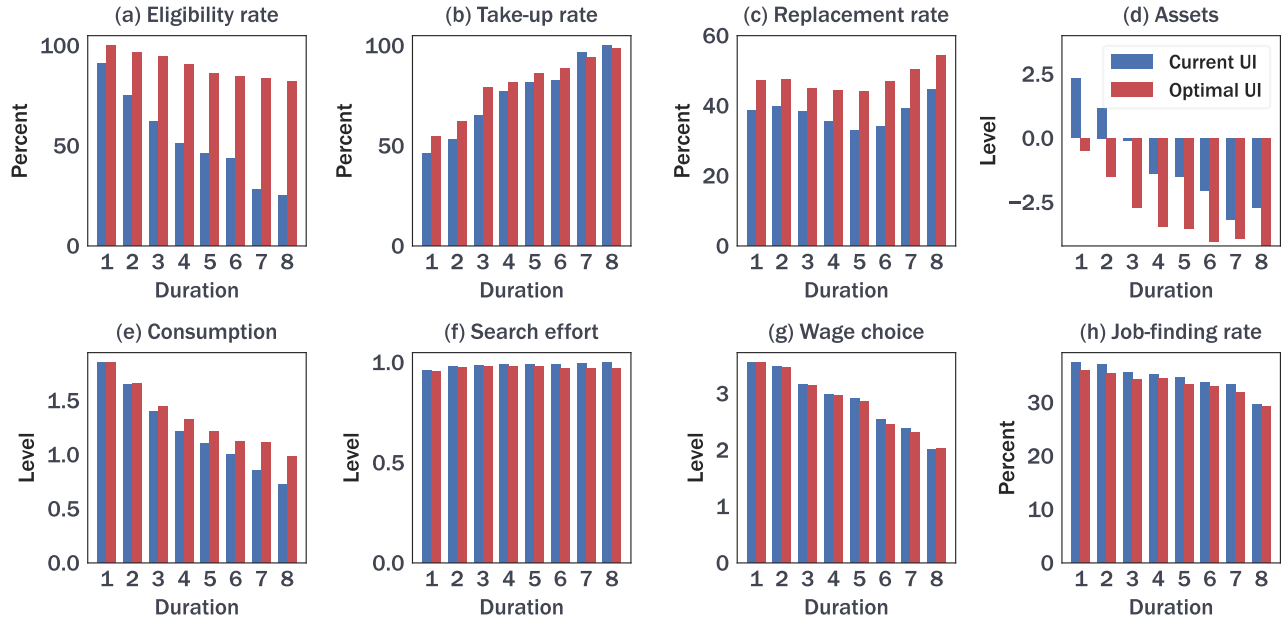 (a) Eligibility rate
(b) Take-up rate
(c) Replacement rate
(d) Assets
100
50
0
Percent
1 2 3 4 5 6 7 8
Duration
100
50
0
Percent
1 2 3 4 5 6 7 8
Duration
60
40
20
0
Percent
1 2 3 4 5 6 7 8
Duration
2.5
0.0
−2.5
Level
Current UI
Optimal UI
1 2 3 4 5 6 7 8
Duration
(e) Consumption
(f) Search effort
(g) Wage choice
(h) Job-finding rate
1.5
1.0
0.5
0.0
Level
1 2 3 4 5 6 7 8
Duration
1.0
0.5
0.0
Level
1 2 3 4 5 6 7 8
Duration
3
2
1
0
Level
1 2 3 4 5 6 7 8
Duration
30
20
10
0
Percent
1 2 3 4 5 6 7 8
Duration